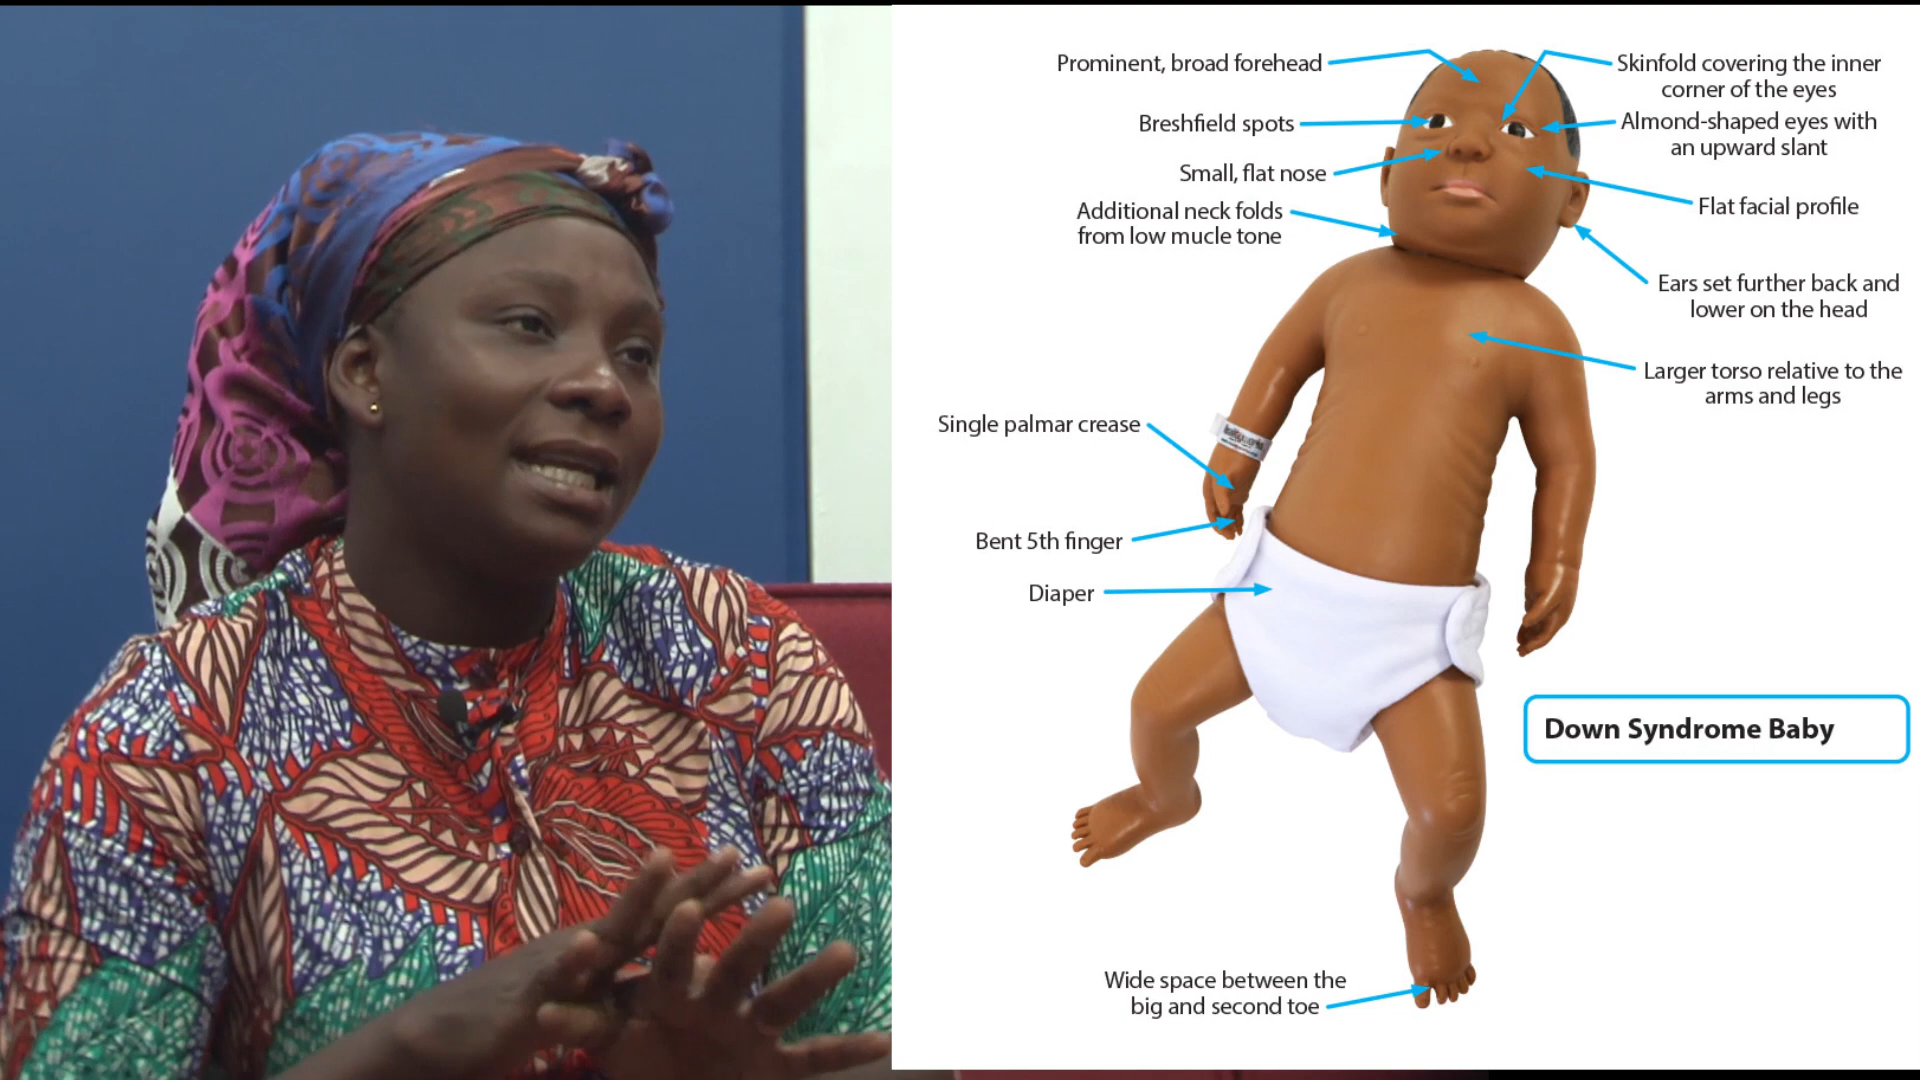 Prominent, broad forehead
Breshfield spots
Small, flat nose
Additional neck folds
from low mucle tone
Single palmar crease
Bent 5th finger
Diaper
Wide space between the
big and second toe
Skinfold covering the inner
corner of the eyes
Almond-shaped eyes with
an upward slant
Flat facial profile
Ears set further back and
lower on the head
Larger torso relative to the
arms and legs
Down Syndrome Baby